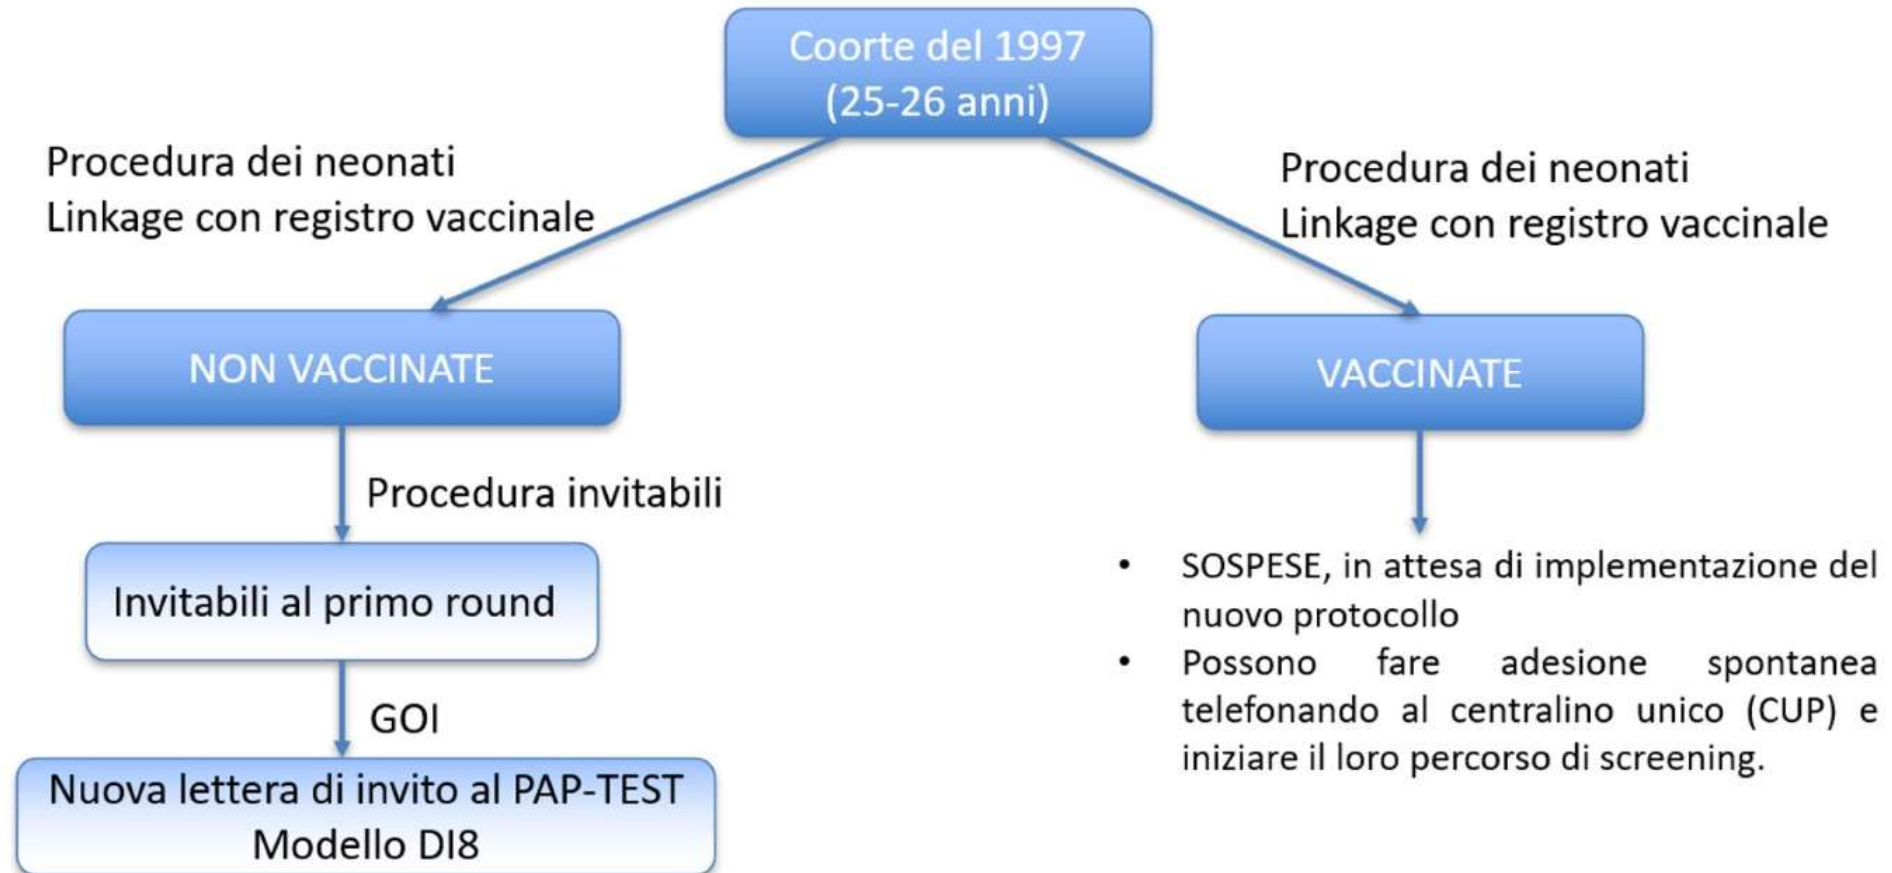 Coorte del 1997
(25-26 anni)
Procedura dei neonati
Linkage con registro vaccinale
Procedura dei neonati
Linkage con registro vaccinale
NON VACCINATE
VACCINATE
Procedura invitabili
Invitabili al primo round
GOI
Nuova lettera di invito al PAP-TEST
Modello DI8
• SOSPESE, in attesa di implementazione del
nuovo protocollo
• Possono fare adesione spontanea
telefonando al centralino unico (CUP) e
iniziare il loro percorso di screening.